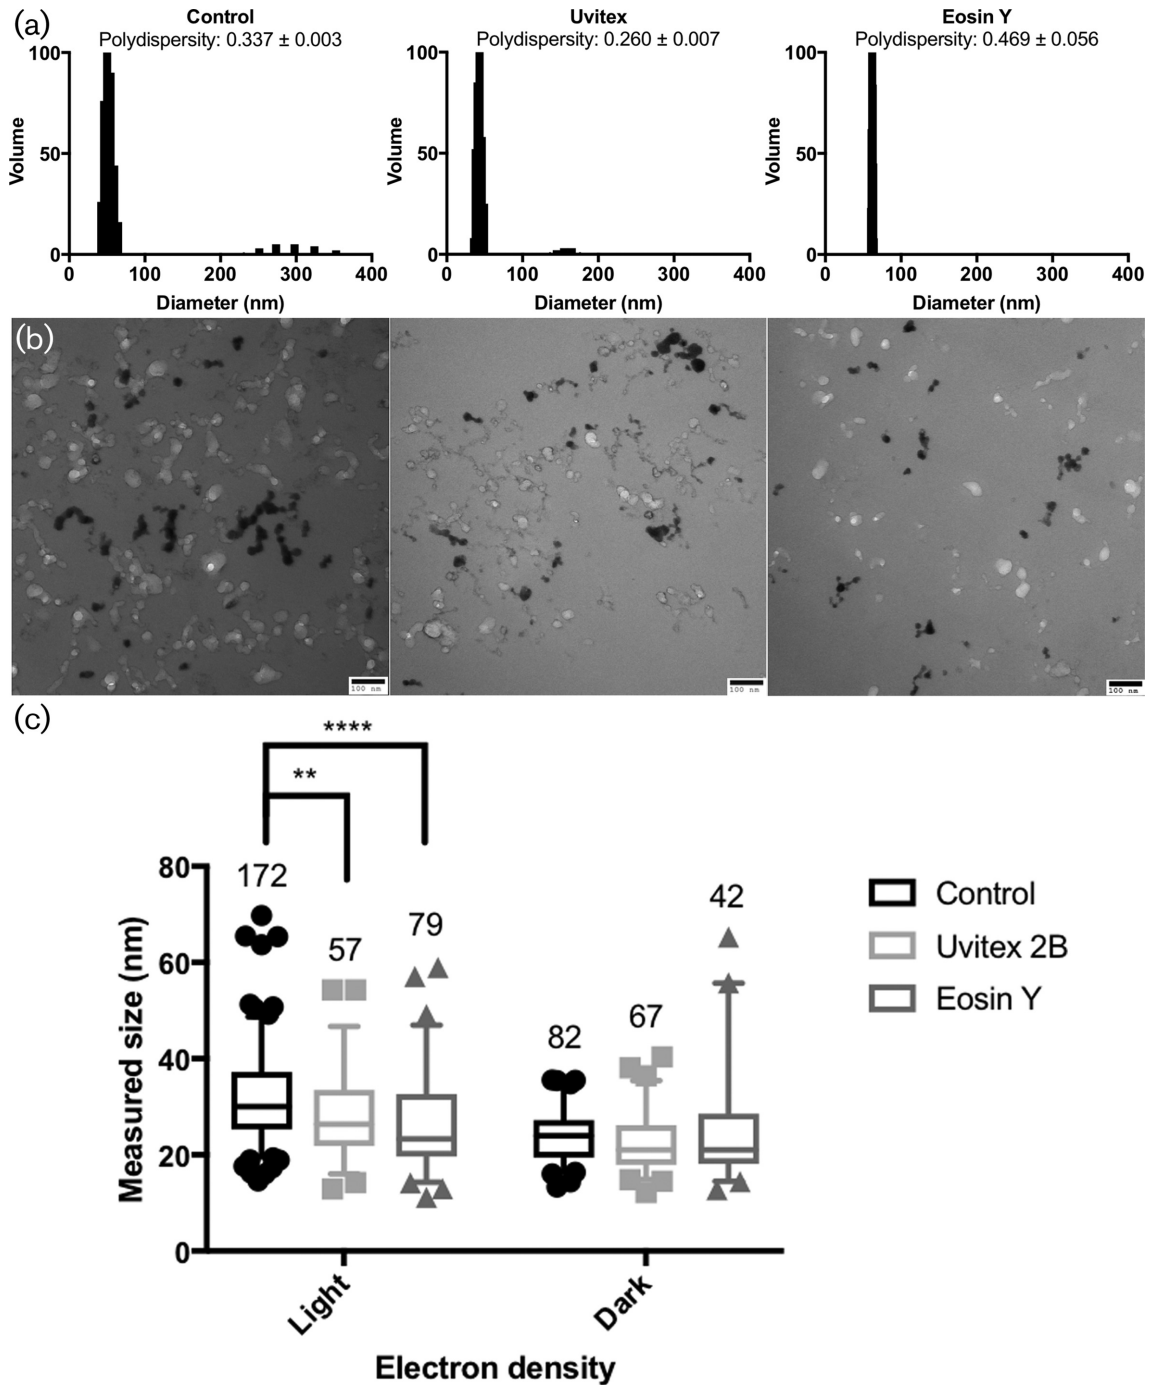 (a)
Control
Polydispersity: 0.337 ± 0.003
Uvitex
Polydispersity: 0.260 ± 0.007
Eosin Y
Polydispersity: 0.469 ± 0.056
100
50
0
Volume
0 100 200 300 400
Diameter (nm)
100
50
0
Volume
0 100 200 300 400
Diameter (nm)
100
50
0
Volume
0 100 200 300 400
Diameter (nm)
(b)
100 nm
100 nm
100 nm
(c)
****
**
80
60
40
20
0
Measured size (nm)
172
57
79
82
67
42
Control
Uvitex 2B
Eosin Y
Light
Dark
Electron density